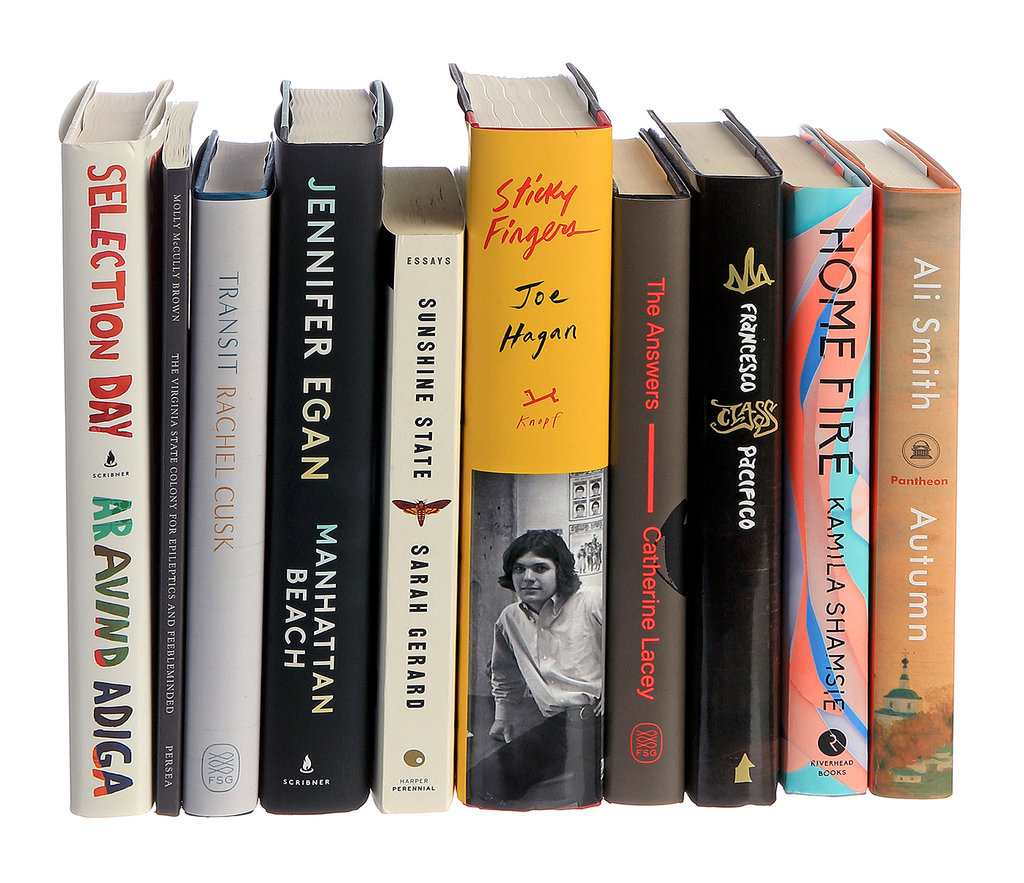 SELECTION DAY
SCRIBNER
ARAVIND ADIGA
MOLLY McCULLY BROWN
THE VIRGINIA STATE COLONY FOR EPILEPTICS AND FEEBLEMINDED
PERSEA
TRANSIT RACHEL CUSK
FSG
JENNIFER EGAN
MANHATTAN
BEACH
SCRIBNER
ESSAYS
SUNSHINE STATE
SARAH GERARD
HARPER
PERENNIAL
Sticky
Fingers
Joe
Hagan
Knopf
The Answers
Catherine Lacey
FSG
FRANCESCO
CLASS
PACIFICO
HOME FIRE
KAMILA SHAMSIE
RIVERHEAD
BOOKS
Ali Smith
Pantheon
Autumn